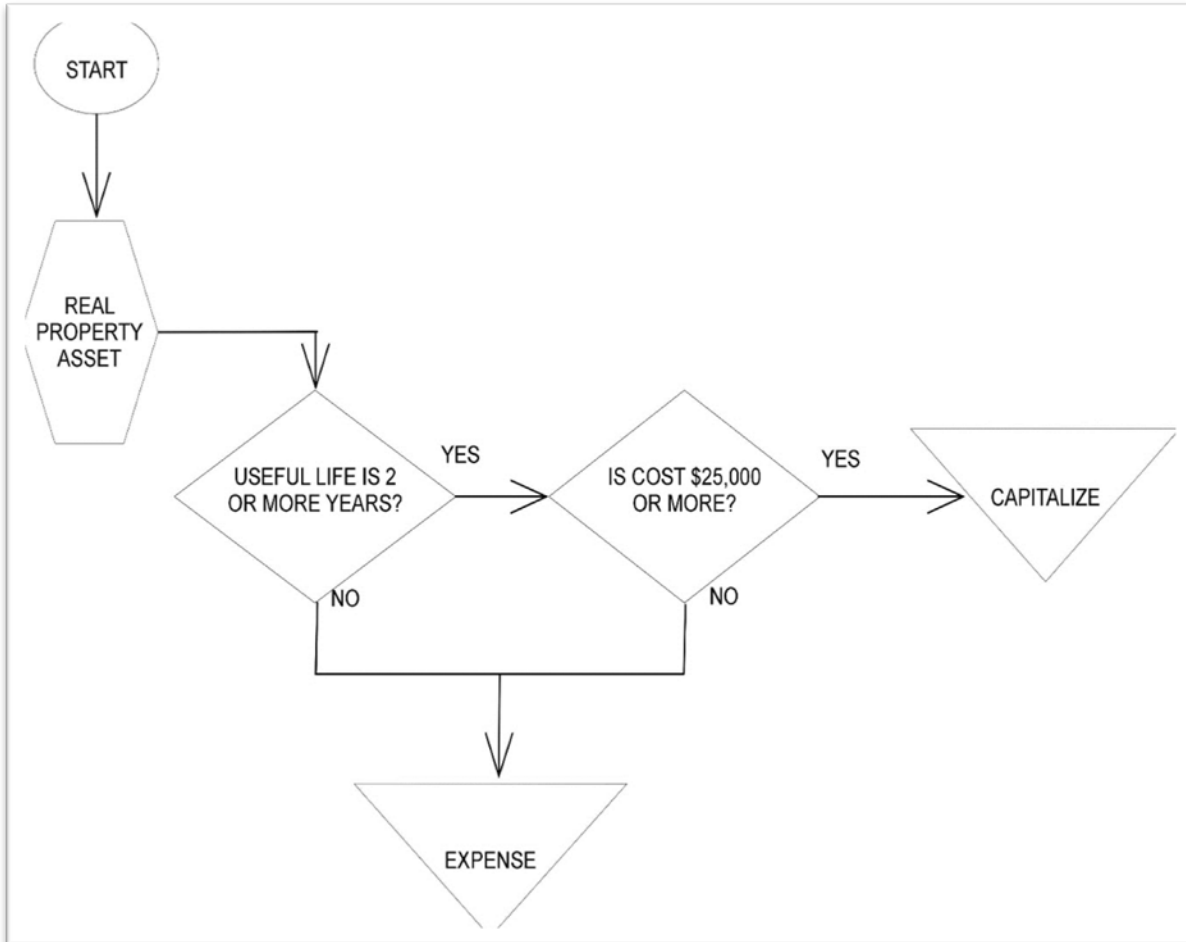 START
REAL
PROPERTY
ASSET
USEFUL LIFE IS 2
OR MORE YEARS?
YES
NO
IS COST $25,000
OR MORE?
YES
NO
CAPITALIZE
EXPENSE